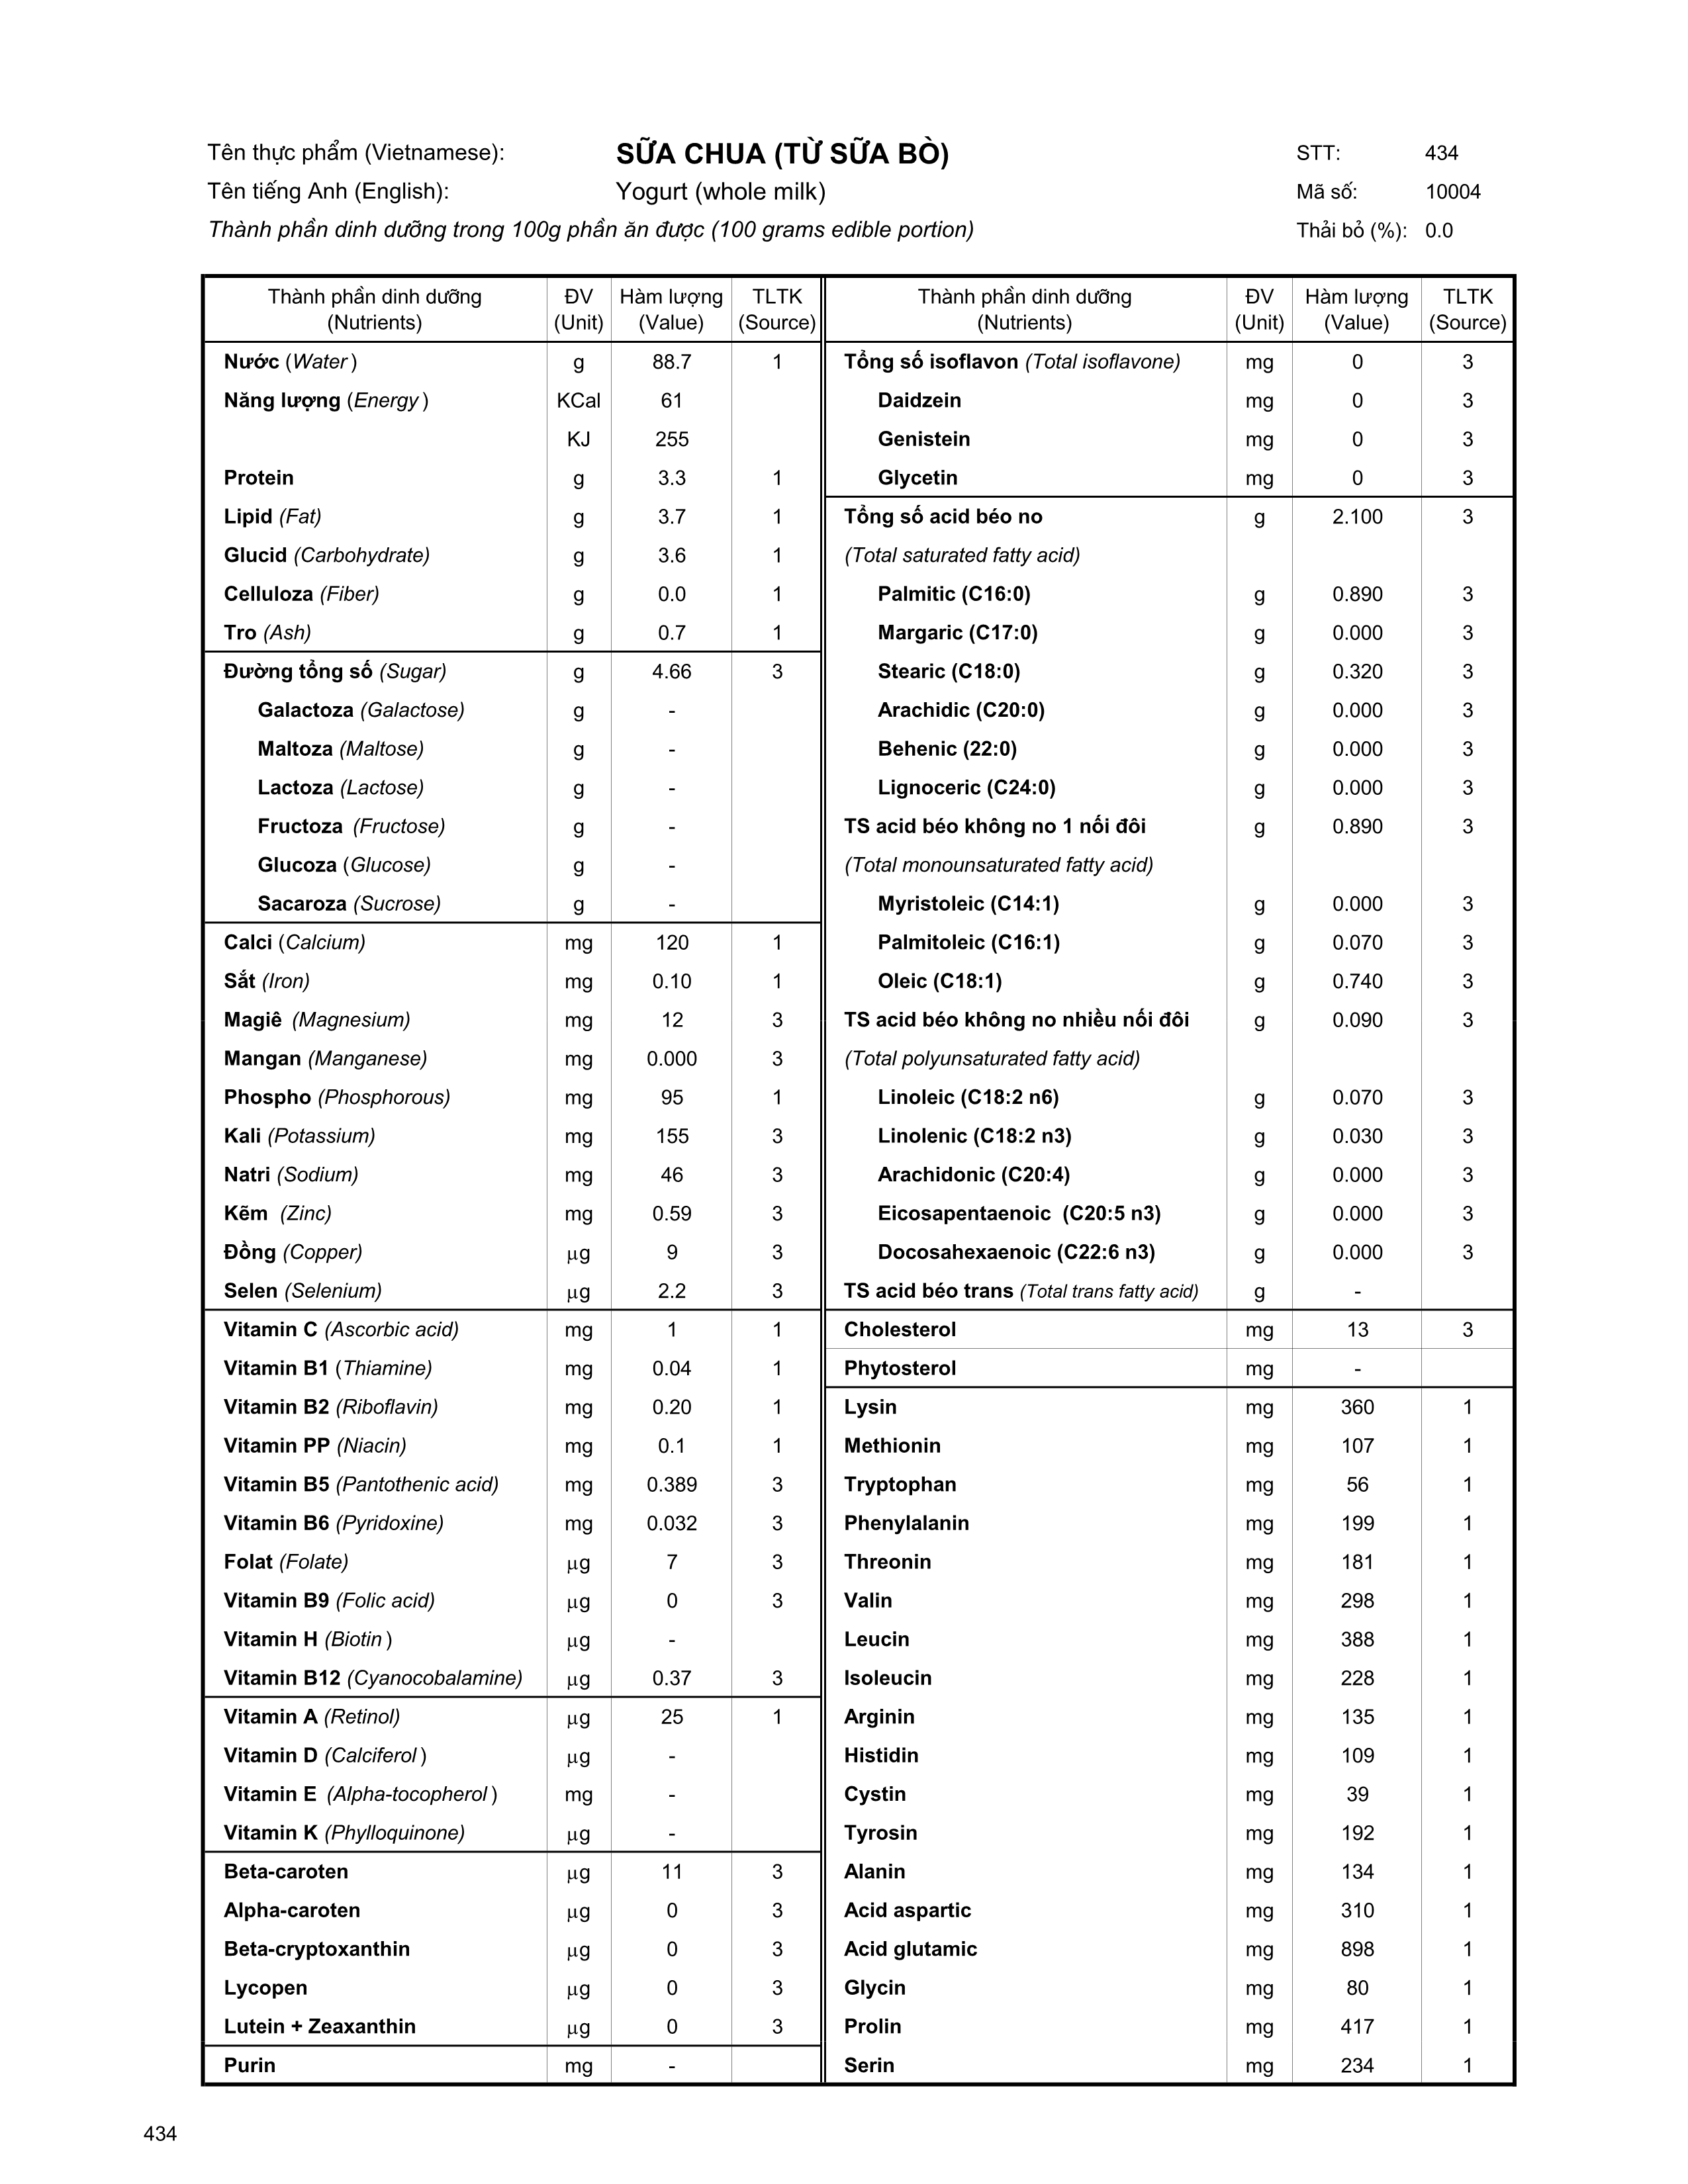 Tên thực phẩm (Vietnamese): SỮA CHUA (TỪ SỮA BÒ) STT: 434
Tên tiếng Anh (English): Yogurt (whole milk) Mã số: 10004
Thành phần dinh dưỡng trong 100g phần ăn được (100 grams edible portion) Thải bỏ (%): 0.0
Thành phần dinh dưỡng ĐV Hàm lượng TLTK Thành phần dinh dưỡng ĐV Hàm lượng TLTK
(Nutrients) (Unit) (Value) (Source) (Nutrients) (Unit) (Value) (Source)
Nước (Water) g 88.7 1 Tổng số isoflavon (Total isoflavone) mg 0 3
Năng lượng (Energy) KCal 61 Daidzein mg 0 3
KJ 255 Genistein mg 0 3
Protein g 3.3 1 Glycetin mg 0 3
Lipid (Fat) g 3.7 1 Tổng số acid béo no g 2.100 3
Glucid (Carbohydrate) g 3.6 1 (Total saturated fatty acid)
Celluloza (Fiber) g 0.0 1 Palmitic (C16:0) g 0.890 3
Tro (Ash) g 0.7 1 Margaric (C17:0) g 0.000 3
Đường tổng số (Sugar) g 4.66 3 Stearic (C18:0) g 0.320 3
Galactoza (Galactose) g - Arachidic (C20:0) g 0.000 3
Maltoza (Maltose) g - Behenic (22:0) g 0.000 3
Lactoza (Lactose) g - Lignoceric (C24:0) g 0.000 3
Fructoza (Fructose) g - TS acid béo không no 1 nối đôi g 0.890 3
Glucoza (Glucose) g - (Total monounsaturated fatty acid)
Sacaroza (Sucrose) g - Myristoleic (C14:1) g 0.000 3
Calci (Calcium) mg 120 1 Palmitoleic (C16:1) g 0.070 3
Sắt (Iron) mg 0.10 1 Oleic (C18:1) g 0.740 3
Magiê (Magnesium) mg 12 3 TS acid béo không no nhiều nối đôi g 0.090 3
Mangan (Manganese) mg 0.000 3 (Total polyunsaturated fatty acid)
Phospho (Phosphorous) mg 95 1 Linoleic (C18:2 n6) g 0.070 3
Kali (Potassium) mg 155 3 Linolenic (C18:2 n3) g 0.030 3
Natri (Sodium) mg 46 3 Arachidonic (C20:4) g 0.000 3
Kẽm (Zinc) mg 0.59 3 Eicosapentaenoic (C20:5 n3) g 0.000 3
Đồng (Copper) μg 9 3 Docosahexaenoic (C22:6 n3) g 0.000 3
Selen (Selenium) μg 2.2 3 TS acid béo trans (Total trans fatty acid) g -
Vitamin C (Ascorbic acid) mg 1 1 Cholesterol mg 13 3
Vitamin B1 (Thiamine) mg 0.04 1 Phytosterol mg -
Vitamin B2 (Riboflavin) mg 0.20 1 Lysin mg 360 1
Vitamin PP (Niacin) mg 0.1 1 Methionin mg 107 1
Vitamin B5 (Pantothenic acid) mg 0.389 3 Tryptophan mg 56 1
Vitamin B6 (Pyridoxine) mg 0.032 3 Phenylalanin mg 199 1
Folat (Folate) μg 7 3 Threonin mg 181 1
Vitamin B9 (Folic acid) μg 0 3 Valin mg 298 1
Vitamin H (Biotin) μg - Leucin mg 388 1
Vitamin B12 (Cyanocobalamine) μg 0.37 3 Isoleucin mg 228 1
Vitamin A (Retinol) μg 25 1 Arginin mg 135 1
Vitamin D (Calciferol) μg - Histidin mg 109 1
Vitamin E (Alpha-tocopherol) mg - Cystin mg 39 1
Vitamin K (Phylloquinone) μg - Tyrosin mg 192 1
Beta-caroten μg 11 3 Alanin mg 134 1
Alpha-caroten μg 0 3 Acid aspartic mg 310 1
Beta-cryptoxanthin μg 0 3 Acid glutamic mg 898 1
Lycopen μg 0 3 Glycin mg 80 1
Lutein + Zeaxanthin μg 0 3 Prolin mg 417 1
Purin mg - Serin mg 234 1
434